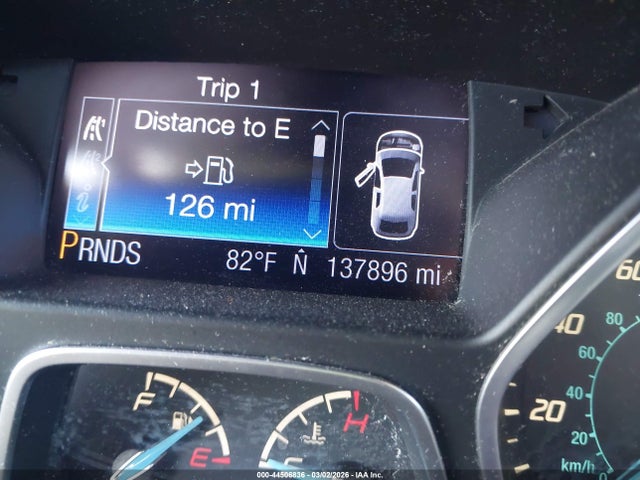 Trip 1
Distance to E
126 mi
PRNDS
82°F N 137896 mi
F
E
H
60
40
20
80
60
40
20
0
km/h
000-44506836 - 03/02/2026 - IAA Inc.